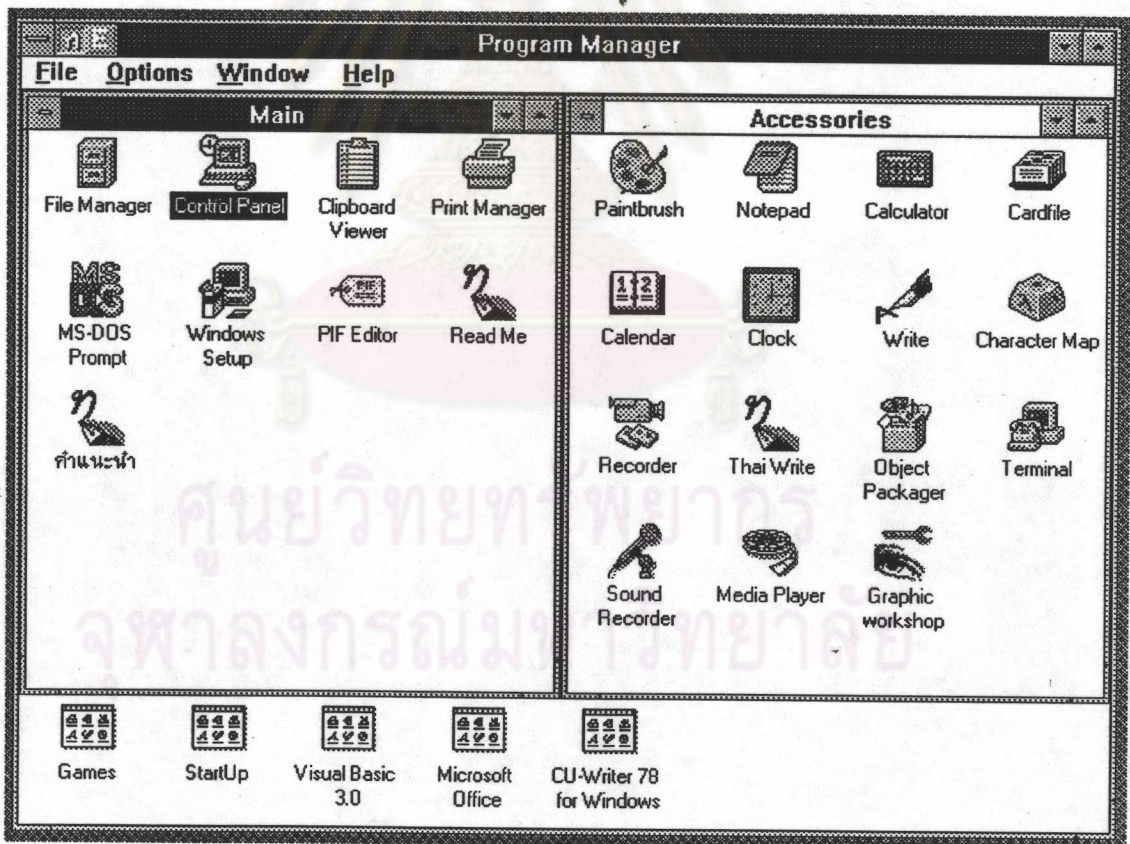 ก E
Program Manager
File Options Window Help
Main
File Manager
Control Panel
Clipboard
Viewer
Print Manager
MS-DOS
Prompt
Windows
Setup
PIF Editor
Read Me
คำแนะนำ
Accessories
Paintbrush
Notepad
Calculator
Cardfile
Calendar
Clock
Write
Character Map
Recorder
Thai Write
Object
Packager
Terminal
Sound
Recorder
Media Player
Graphic
workshop
Games
StartUp
Visual Basic
3.0
Microsoft
Office
CU-Writer 78
for Windows
ศูนย์วิทยทรัพยากร
จุฬาลงกรณ์มหาวิทยาลัย